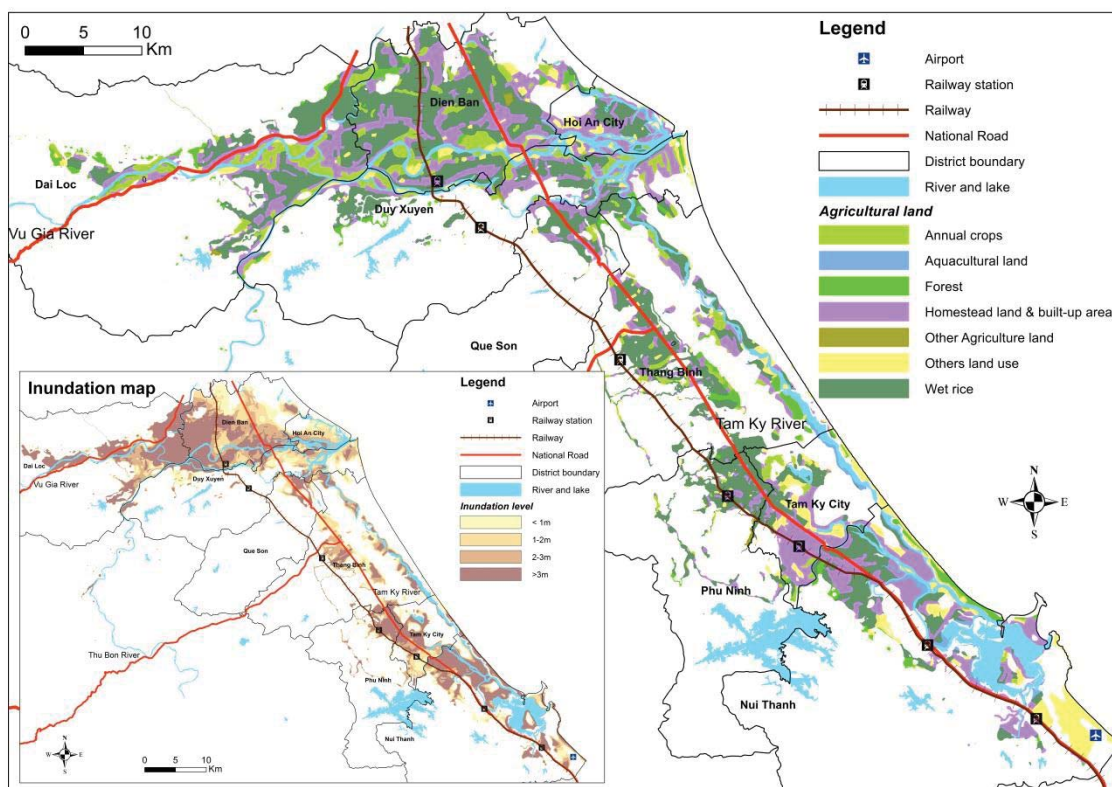 0 5 10
Km
Dien Ban
Hoi An City
Dai Loc
0
Vu Gia River
Duy Xuyen
Que Son
0
Thang Binh
Tam Ky River
Tam Ky City
Phu Ninh
Nui Thanh
N
W E
S
Legend
Airport
Railway station
Railway
National Road
District boundary
River and lake
Agricultural land
Annual crops
Aquacultural land
Forest
Homestead land & built-up area
Other Agriculture land
Others land use
Wet rice
Inundation map
Dien Ban
Hoi An City
Dai Loc
Vu Gia River
Duy Xuyen
Que Son
Thang Binh
Tam Ky River
Tam Ky City
Thu Bon River
Phu Ninh
Nui Thanh
N
W E
S
0 5 10
Km
Legend
Airport
Railway station
Railway
National Road
District boundary
River and lake
Inundation level
< 1m
1-2m
2-3m
>3m